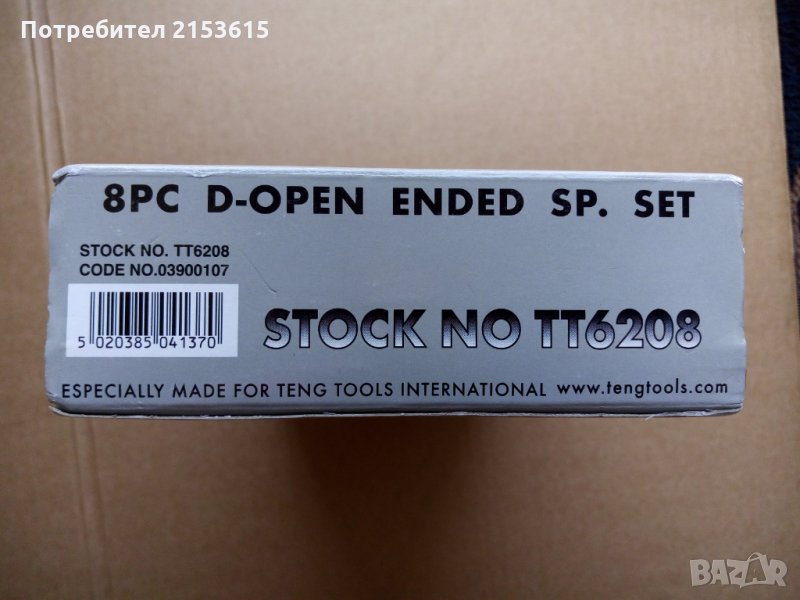 Потребител 2153615
8PC D-OPEN ENDED SP. SET
STOCK NO. TT6208
CODE NO.03900107
5 020385 041370
STOCK NO TT6208
ESPECIALLY MADE FOR TENG TOOLS INTERNATIONAL www.tengtools.com
BAZAR